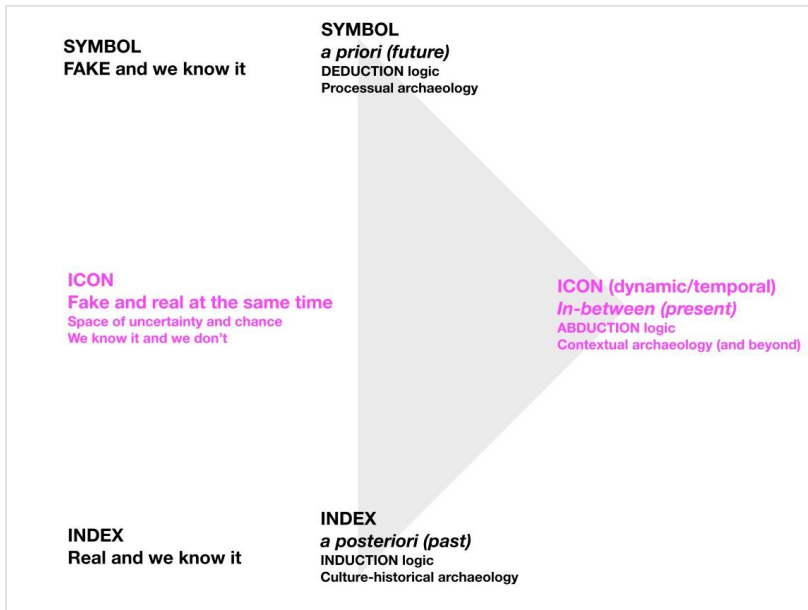 SYMBOL
FAKE and we know it
SYMBOL
a priori (future)
DEDUCTION logic
Processual archaeology
ICON
Fake and real at the same time
Space of uncertainty and chance
We know it and we don't
ICON (dynamic/temporal)
In-between (present)
ABDUCTION logic
Contextual archaeology (and beyond)
INDEX
Real and we know it
INDEX
a posteriori (past)
INDUCTION logic
Culture-historical archaeology